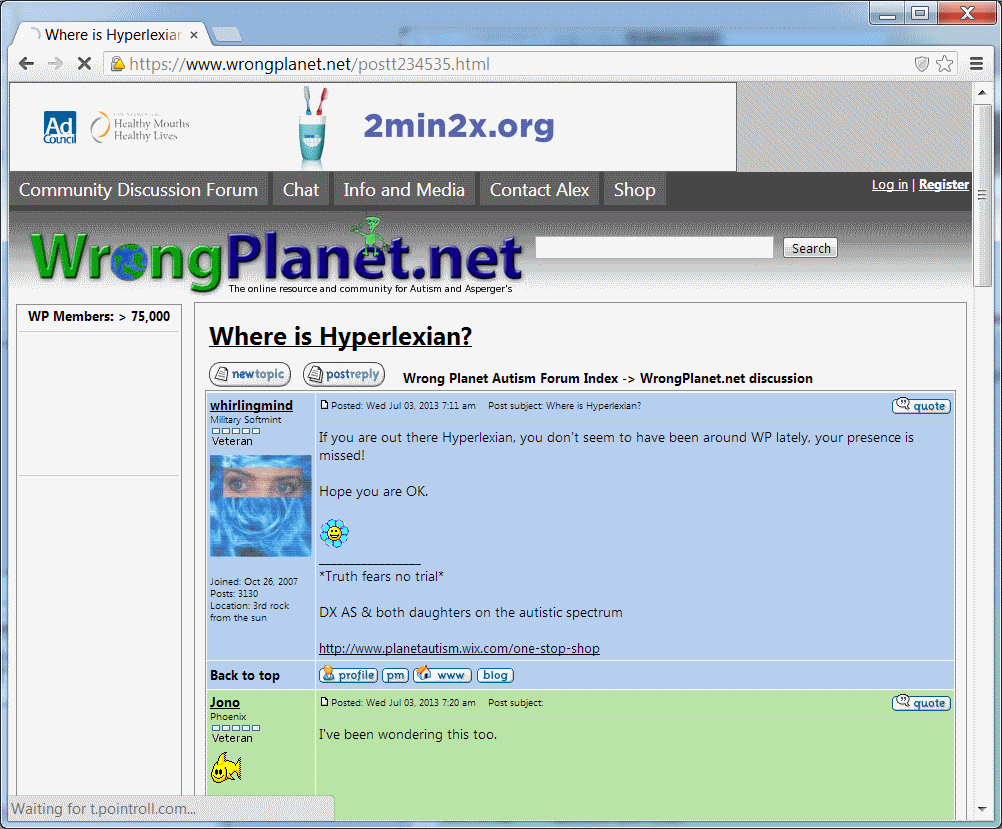 Where is Hyperlexian
https://www.wrongplanet.net/postt234535.html
Ad Council
Healthy Mouths
Healthy Lives
2min2x.org
Community Discussion Forum Chat Info and Media Contact Alex Shop Log in | Register
WrongPlanet.net
Search
The online resource and community for Autism and Asperger's
WP Members: > 75,000
Where is Hyperlexian?
newtopic postreply Wrong Planet Autism Forum Index -> WrongPlanet.net discussion
whirlingmind
Military Softmint
Veteran
Joined: Oct 26, 2007
Posts: 3130
Location: 3rd rock
from the sun
Posted: Wed Jul 03, 2013 7:11 am Post subject: Where is Hyperlexian? quote
If you are out there Hyperlexian, you don't seem to have been around WP lately, your presence is
missed!
Hope you are OK.
_________________
*Truth fears no trial*
DX AS & both daughters on the autistic spectrum
http://www.planetautism.wix.com/one-stop-shop
Back to top profile pm www blog
Jono
Phoenix
Veteran
Posted: Wed Jul 03, 2013 7:20 am Post subject: quote
I've been wondering this too.
Waiting for t.pointroll.com...